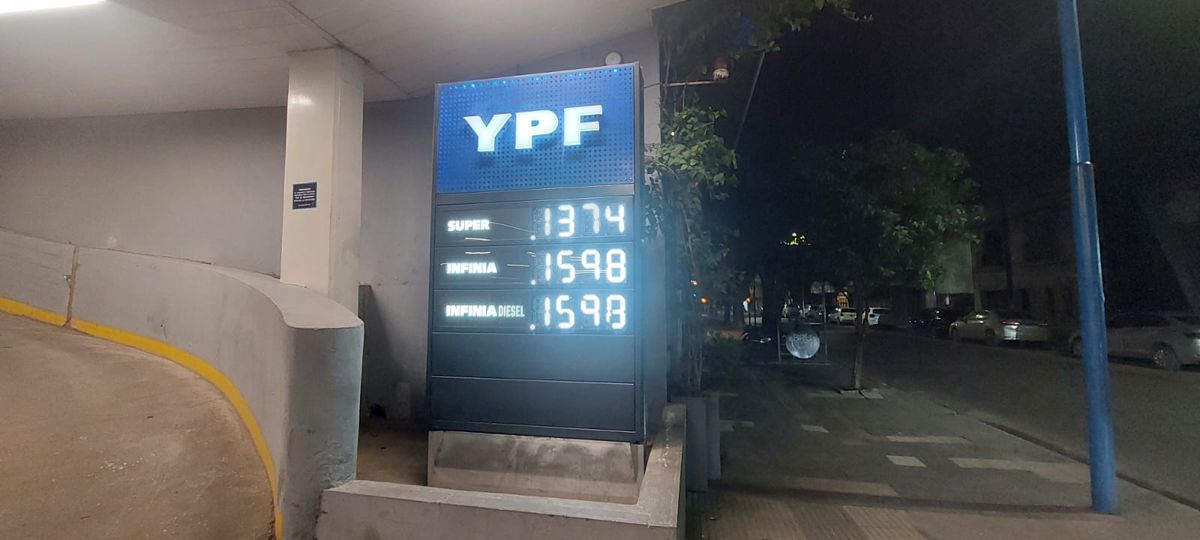 YPF
SUPER .1374
INFINIA .1598
INFINIA DIESEL .1598